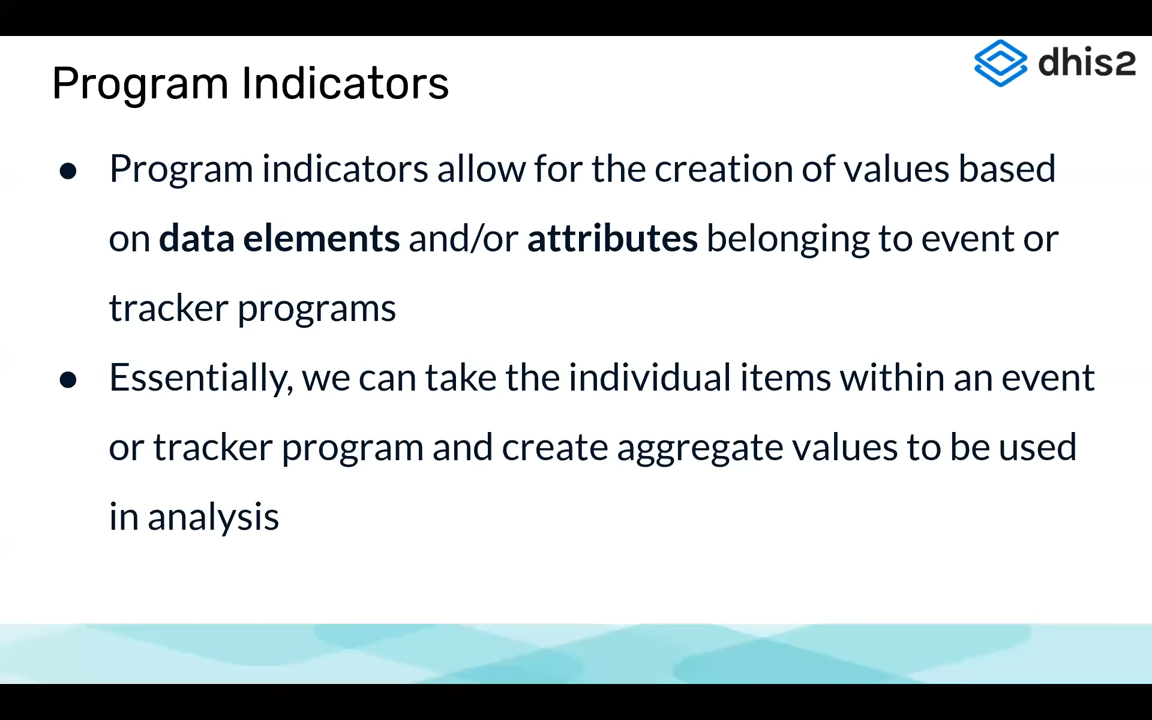 dhis2
Program Indicators
● Program indicators allow for the creation of values based
on data elements and/or attributes belonging to event or
tracker programs
● Essentially, we can take the individual items within an event
or tracker program and create aggregate values to be used
in analysis